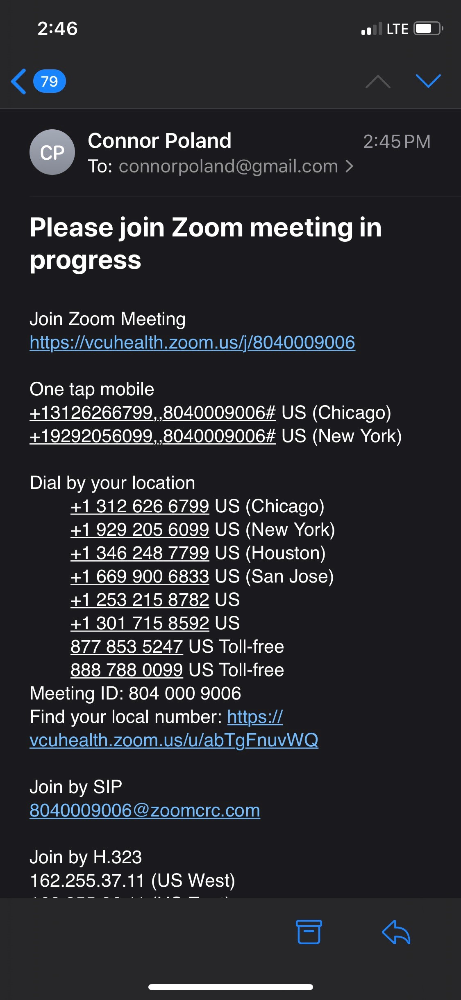 2:46
LTE
79
CP
Connor Poland
2:45 PM
To: connorpoland@gmail.com
Please join Zoom meeting in
progress
Join Zoom Meeting
https://vcuhealth.zoom.us/j/8040009006
One tap mobile
+13126266799,,8040009006# US (Chicago)
+19292056099,,8040009006# US (New York)
Dial by your location
+1 312 626 6799 US (Chicago)
+1 929 205 6099 US (New York)
+1 346 248 7799 US (Houston)
+1 669 900 6833 US (San Jose)
+1 253 215 8782 US
+1 301 715 8592 US
877 853 5247 US Toll-free
888 788 0099 US Toll-free
Meeting ID: 804 000 9006
Find your local number: https://
vcuhealth.zoom.us/u/abTgFnuvWQ
Join by SIP
8040009006@zoomcrc.com
Join by H.323
162.255.37.11 (US West)